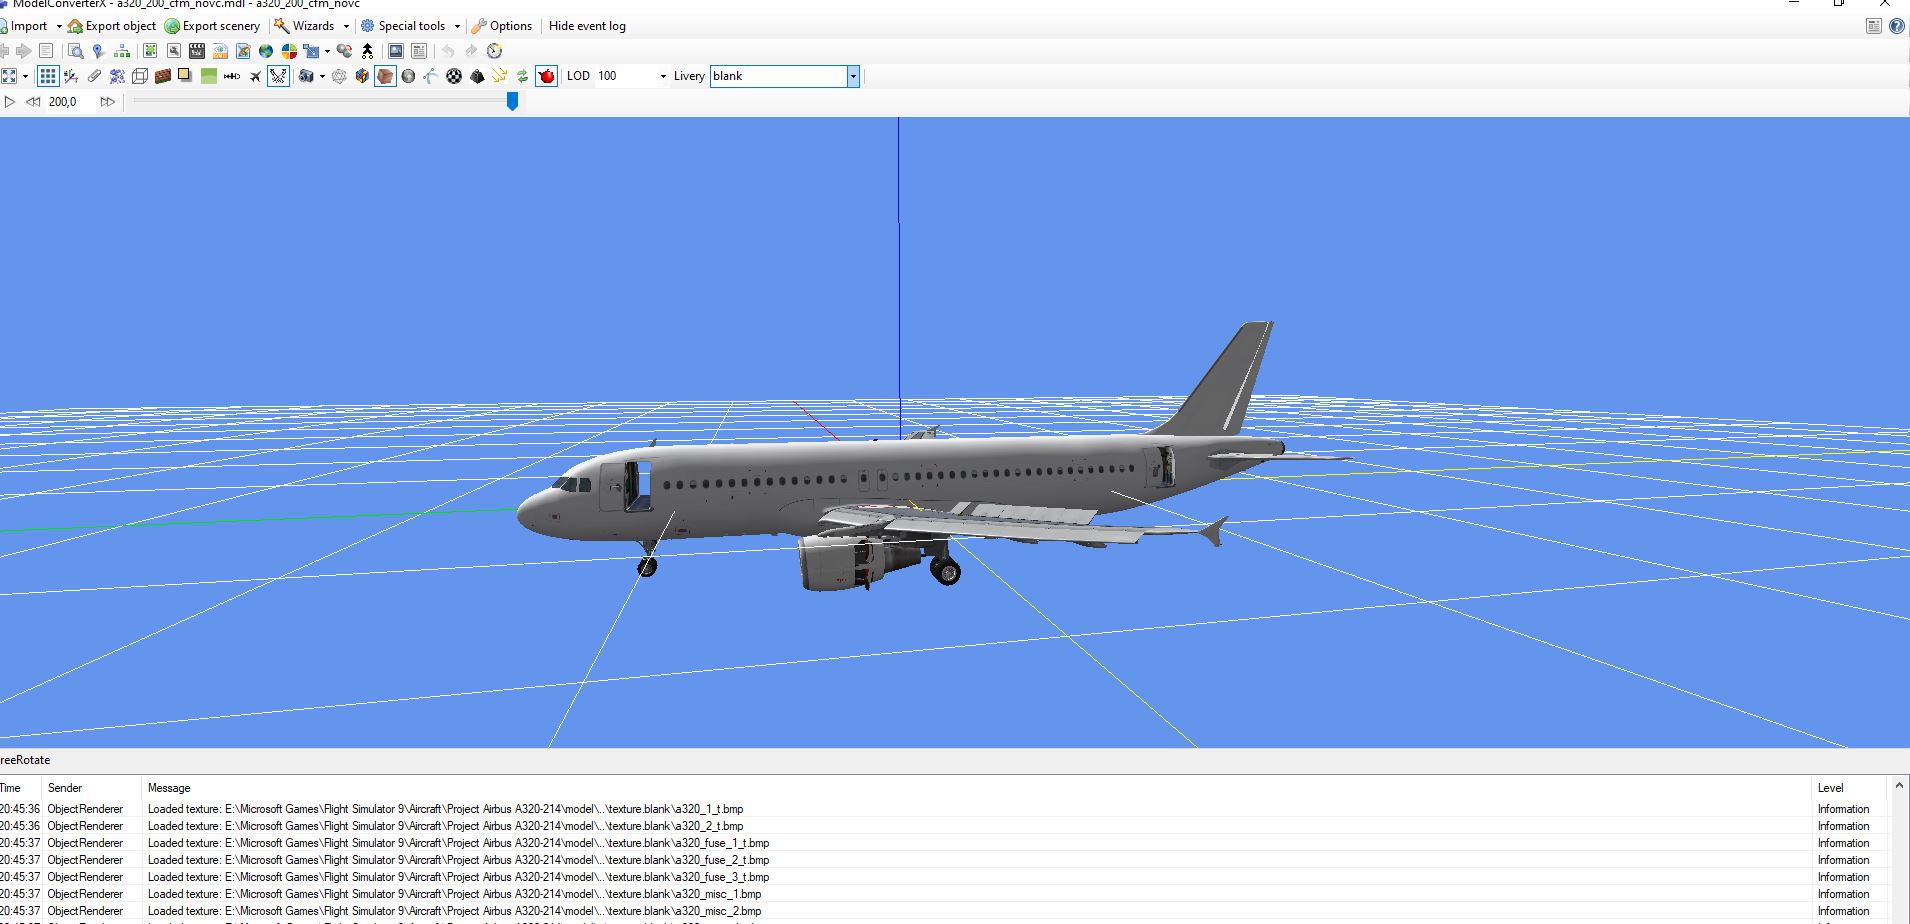 ModelConverterX - a320_200_cfm_novc.mdl - a320_200_cfm_novc
Import Export object Export scenery Wizards Special tools Options Hide event log
LOD 100 Livery blank
200,0
reeRotate
Time Sender Message Level
20:45:36 ObjectRenderer Loaded texture: E:\Microsoft Games\Flight Simulator 9\Aircraft\Project Airbus A320-214\model\..\texture.blank\a320_1_t.bmp Information
20:45:36 ObjectRenderer Loaded texture: E:\Microsoft Games\Flight Simulator 9\Aircraft\Project Airbus A320-214\model\..\texture.blank\a320_2_t.bmp Information
20:45:37 ObjectRenderer Loaded texture: E:\Microsoft Games\Flight Simulator 9\Aircraft\Project Airbus A320-214\model\..\texture.blank\a320_fuse_1_t.bmp Information
20:45:37 ObjectRenderer Loaded texture: E:\Microsoft Games\Flight Simulator 9\Aircraft\Project Airbus A320-214\model\..\texture.blank\a320_fuse_2_t.bmp Information
20:45:37 ObjectRenderer Loaded texture: E:\Microsoft Games\Flight Simulator 9\Aircraft\Project Airbus A320-214\model\..\texture.blank\a320_fuse_3_t.bmp Information
20:45:37 ObjectRenderer Loaded texture: E:\Microsoft Games\Flight Simulator 9\Aircraft\Project Airbus A320-214\model\..\texture.blank\a320_misc_1.bmp Information
20:45:37 ObjectRenderer Loaded texture: E:\Microsoft Games\Flight Simulator 9\Aircraft\Project Airbus A320-214\model\..\texture.blank\a320_misc_2.bmp Information